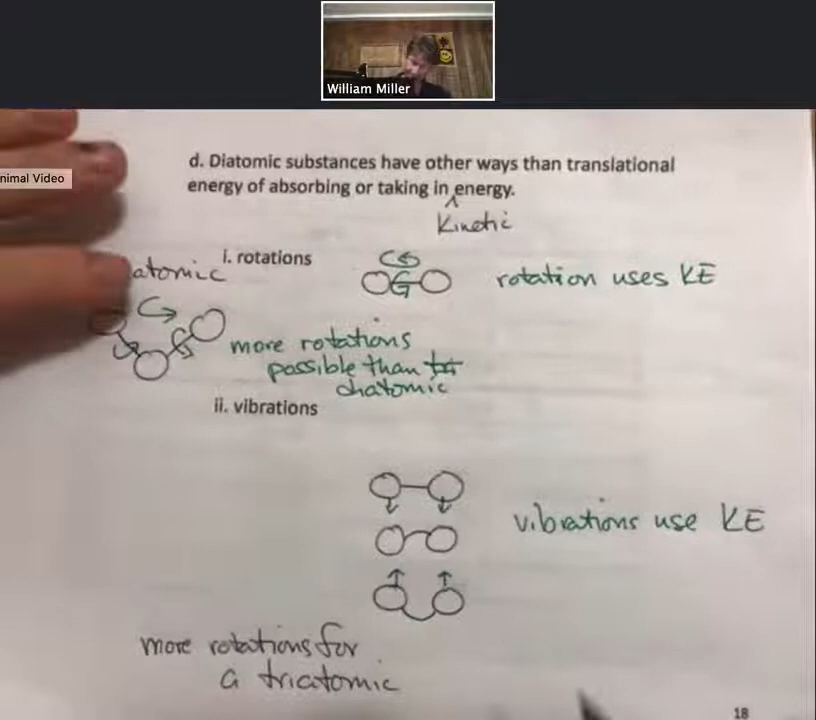 William Miller
nimal Video
d. Diatomic substances have other ways than translational
energy of absorbing or taking in energy.
^
Kinetic
i. rotations
atomic
rotation uses KE
more rotations
possible than
diatomic
ii. vibrations
vibrations use KE
more rotations for
a triatomic
18